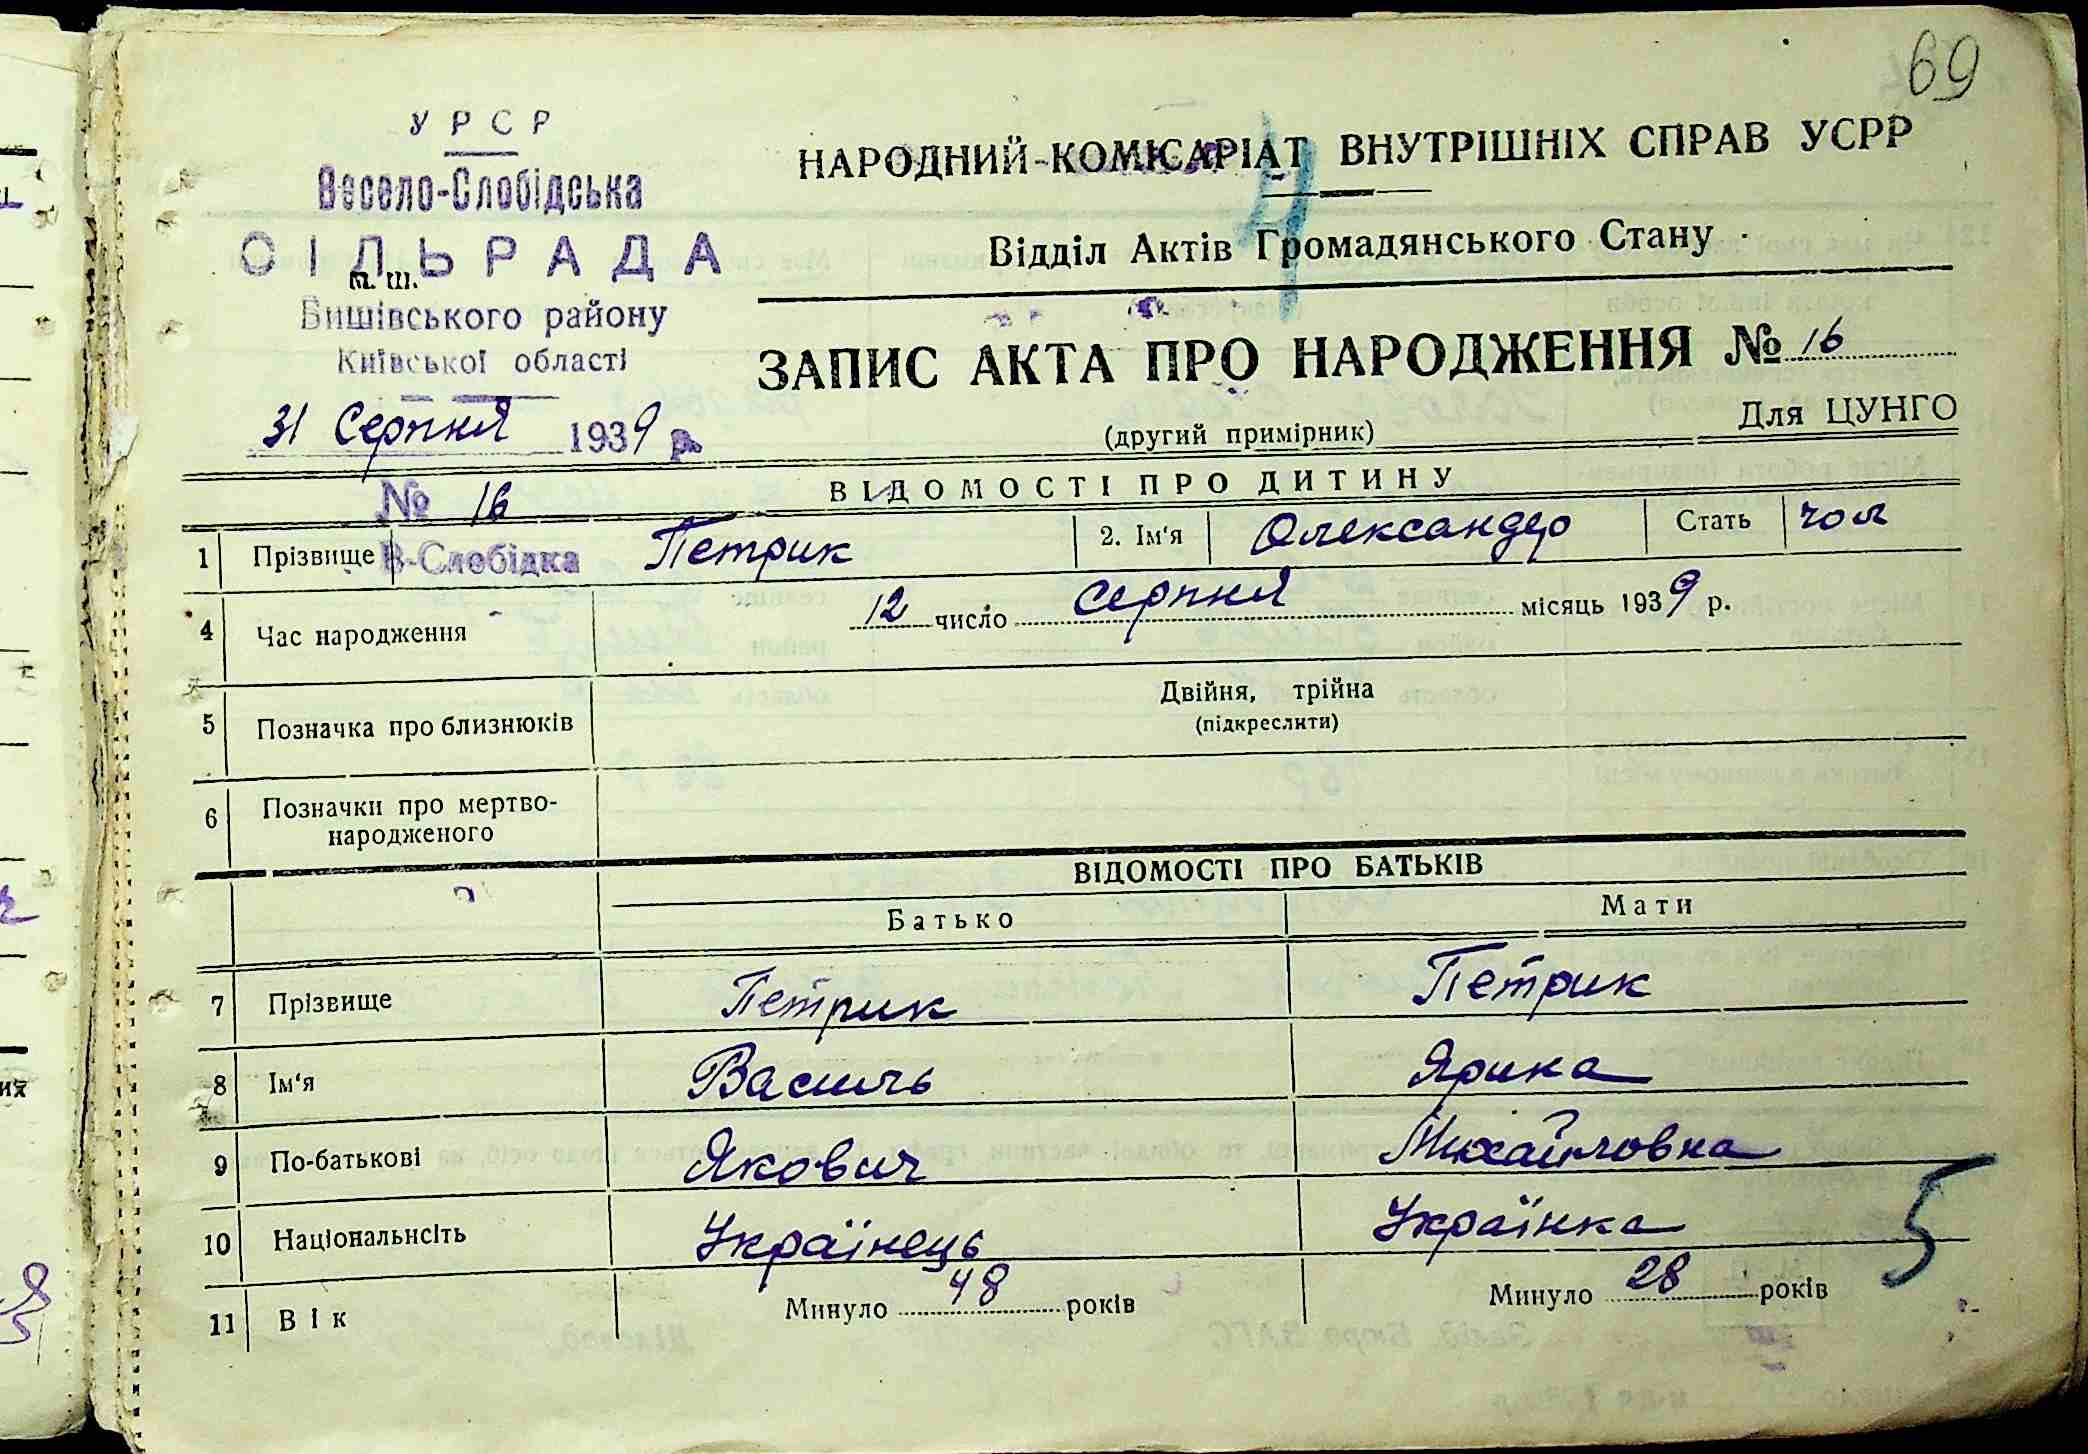 69
УРСР
Весело-Слобідська
СІЛЬРАДА
т. ш.
Бишівського району
Київської області
31 Серпня 1939 р.
№ 16
В-Слобідка
4
НАРОДНИЙ КОМІСАРІАТ ВНУТРІШНІХ СПРАВ УСРР
Відділ Актів Громадянського Стану
ЗАПИС АКТА ПРО НАРОДЖЕННЯ № 16
(другий примірник) Для ЦУНГО
ВІДОМОСТІ ПРО ДИТИНУ
1 Прізвище Петрик 2. Ім'я Олександер Стать чол
4 Час народження 12 число серпня місяць 1939 р.
5 Позначка про близнюків Двійня, трійна
(підкреслити)
6 Позначки про мертво-
народженого
ВІДОМОСТІ ПРО БАТЬКІВ
Батько Мати
7 Прізвище Петрик Петрик
8 Ім'я Василь Ярина
9 По-батькові Якович Михайловна
10 Національнсіть Українець Українка
5
11 Вік Минуло 48 років Минуло 28 років